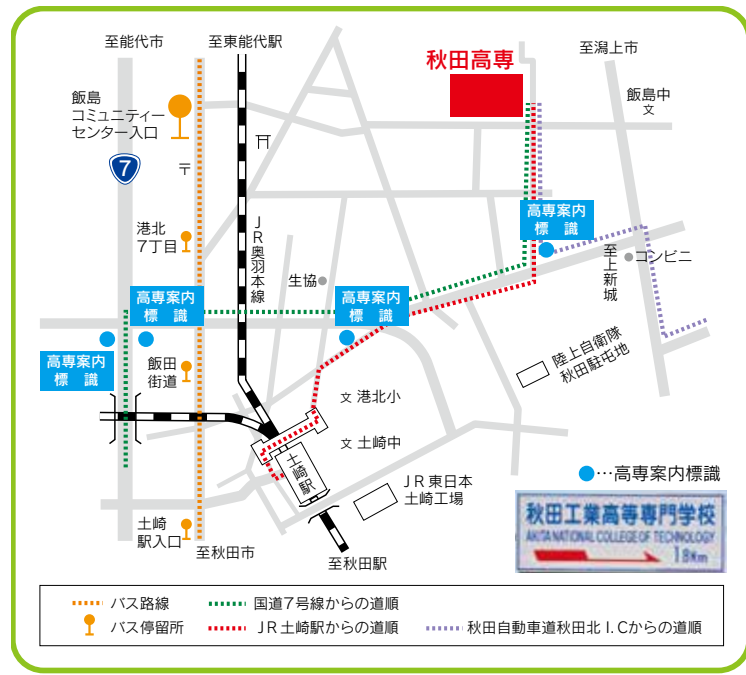 至能代市
至東能代駅
秋田高専
至潟上市
飯島
コミュニティー
センター入口
飯島中
文
7
〒
高専案内
標　識
港北
7丁目
JR奥羽本線
生協
至上新城
コンビニ
高専案内
標　識
高専案内
標　識
高専案内
標　識
飯田
街道
陸上自衛隊
秋田駐屯地
文 港北小
文 土崎中
土崎駅
JR東日本
土崎工場
●…高専案内標識
秋田工業高等専門学校
AKITA NATIONAL COLLEGE OF TECHNOLOGY
1.8Km
土崎
駅入口
至秋田市
至秋田駅
バス路線
国道7号線からの道順
バス停留所
JR土崎駅からの道順
秋田自動車道秋田北I.Cからの道順